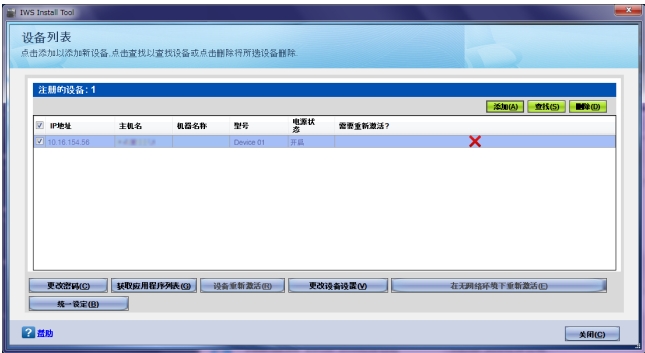 IWS Install Tool
设备列表
点击添加以添加新设备,点击查找以查找设备或点击删除将所选设备删除.
注册的设备: 1
添加(A) 查找(S) 删除(D)
IP地址 主机名 机器名称 型号 电源状态 需要重新激活?
10.16.154.56 Device 01 开启
更改密码(C) 获取应用程序列表(G) 设备重新激活(R) 更改设备设置(V) 在无网络环境下重新激活(L)
统一设定(B)
帮助 关闭(C)